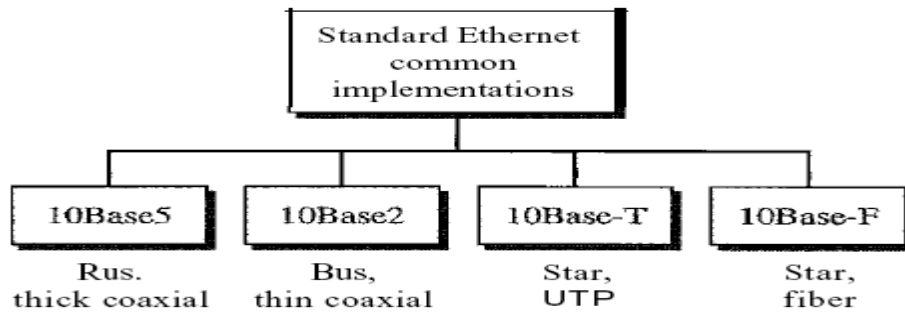 Standard Ethernet
common
implementations
10Base5
10Base2
10Base-T
10Base-F
Rus.
thick coaxial
Bus,
thin coaxial
Star,
UTP
Star,
fiber